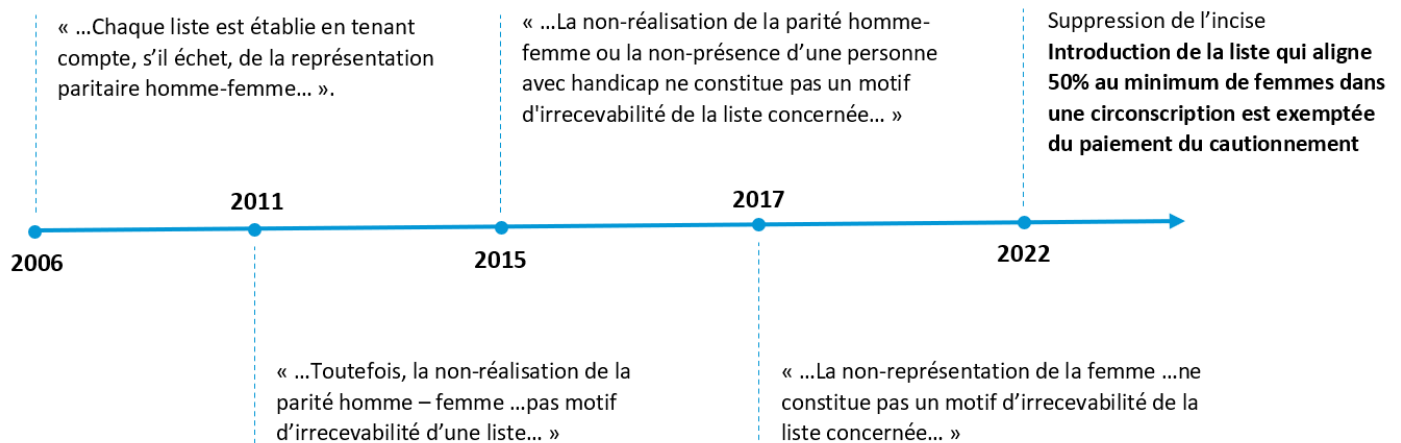 « …Chaque liste est établie en tenant
compte, s’il échet, de la représentation
paritaire homme-femme… ».
« …La non-réalisation de la parité homme-
femme ou la non-présence d’une personne
avec handicap ne constitue pas un motif
d'irrecevabilité de la liste concernée… »
Suppression de l’incise
Introduction de la liste qui aligne
50% au minimum de femmes dans
une circonscription est exemptée
du paiement du cautionnement
2011
2017
2006
2015
2022
« …Toutefois, la non-réalisation de la
parité homme – femme …pas motif
d’irrecevabilité d’une liste… »
« …La non-représentation de la femme …ne
constitue pas un motif d’irrecevabilité de la
liste concernée… »